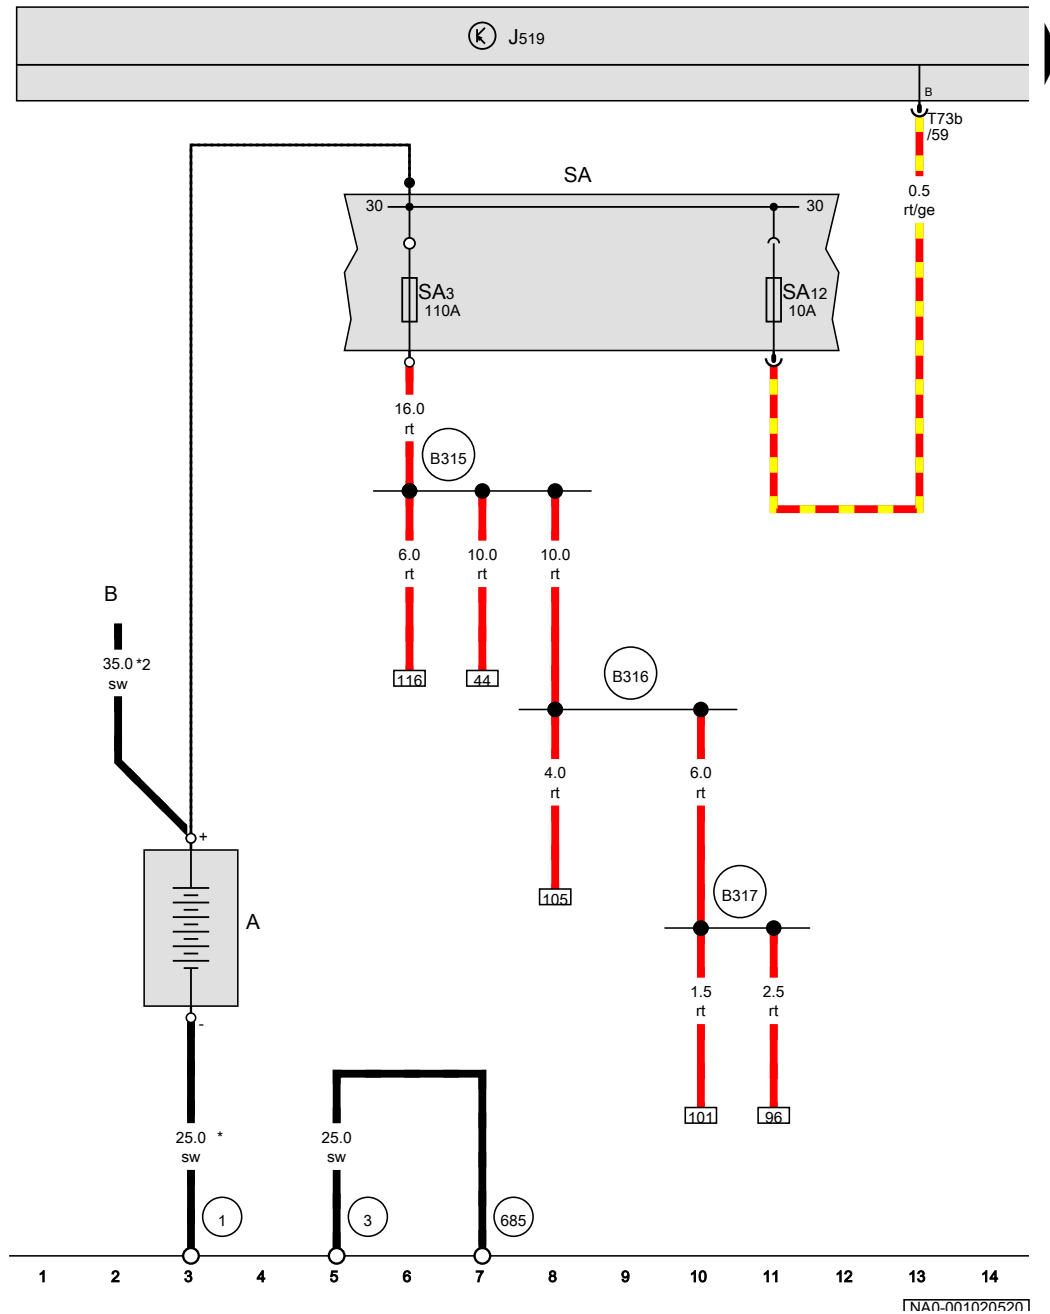 J519
B
T73b
/59
0.5
rt/ge
SA
30
30
SA3
110A
SA12
10A
16.0
rt
B315
6.0
rt
10.0
rt
10.0
rt
116
44
B
35.0 *2
sw
B316
4.0
rt
6.0
rt
105
+
A
-
B317
1.5
rt
2.5
rt
101
96
25.0 *
sw
25.0
sw
1
3
685
1 2 3 4 5 6 7 8 9 10 11 12 13 14
NA0-001020520